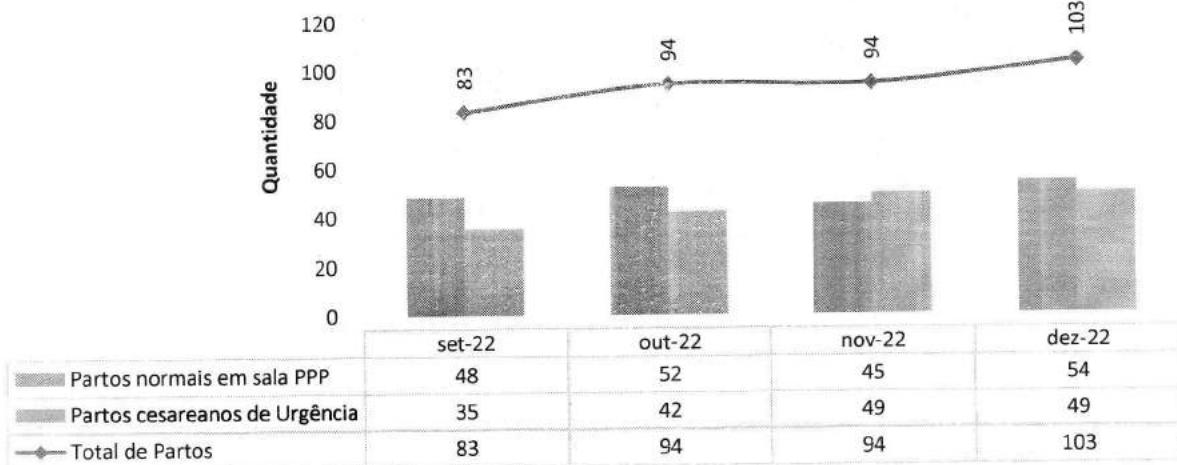 120
100
80
60
40
20
0
Quantidade
83
94
94
103
set-22 out-22 nov-22 dez-22
Partos normais em sala PPP 48 52 45 54
Partos cesareanos de Urgência 35 42 49 49
Total de Partos 83 94 94 103